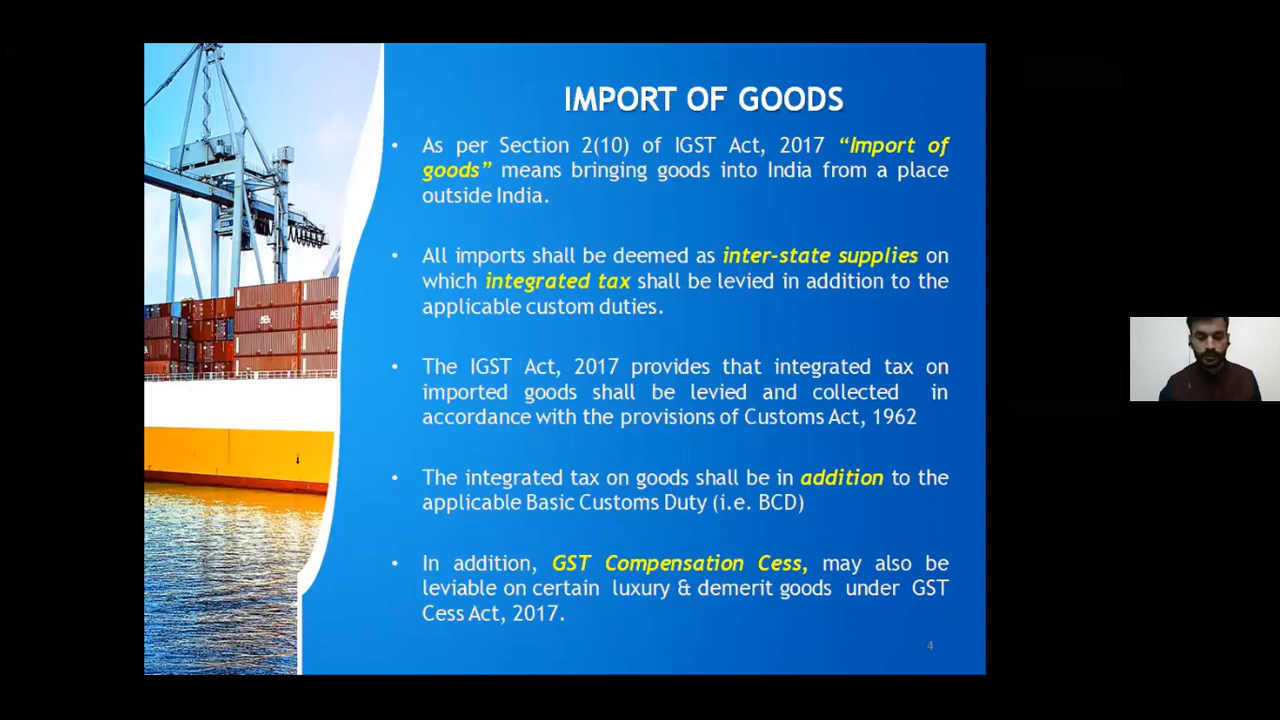 IMPORT OF GOODS
• As per Section 2(10) of IGST Act, 2017 “Import of
goods” means bringing goods into India from a place
outside India.
• All imports shall be deemed as inter-state supplies on
which integrated tax shall be levied in addition to the
applicable custom duties.
• The IGST Act, 2017 provides that integrated tax on
imported goods shall be levied and collected in
accordance with the provisions of Customs Act, 1962
• The integrated tax on goods shall be in addition to the
applicable Basic Customs Duty (i.e. BCD)
• In addition, GST Compensation Cess, may also be
leviable on certain luxury & demerit goods under GST
Cess Act, 2017.
4